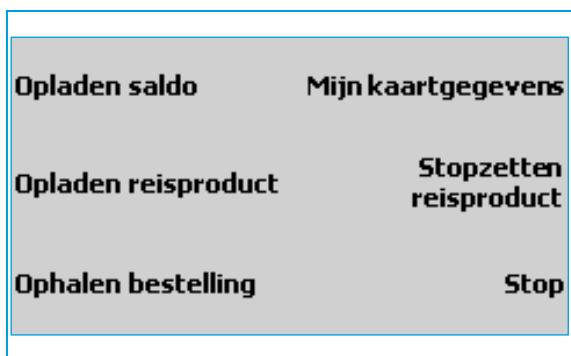 Opladen saldo
Mijn kaartgegevens
Opladen reisproduct
Stopzetten
reisproduct
Ophalen bestelling
Stop